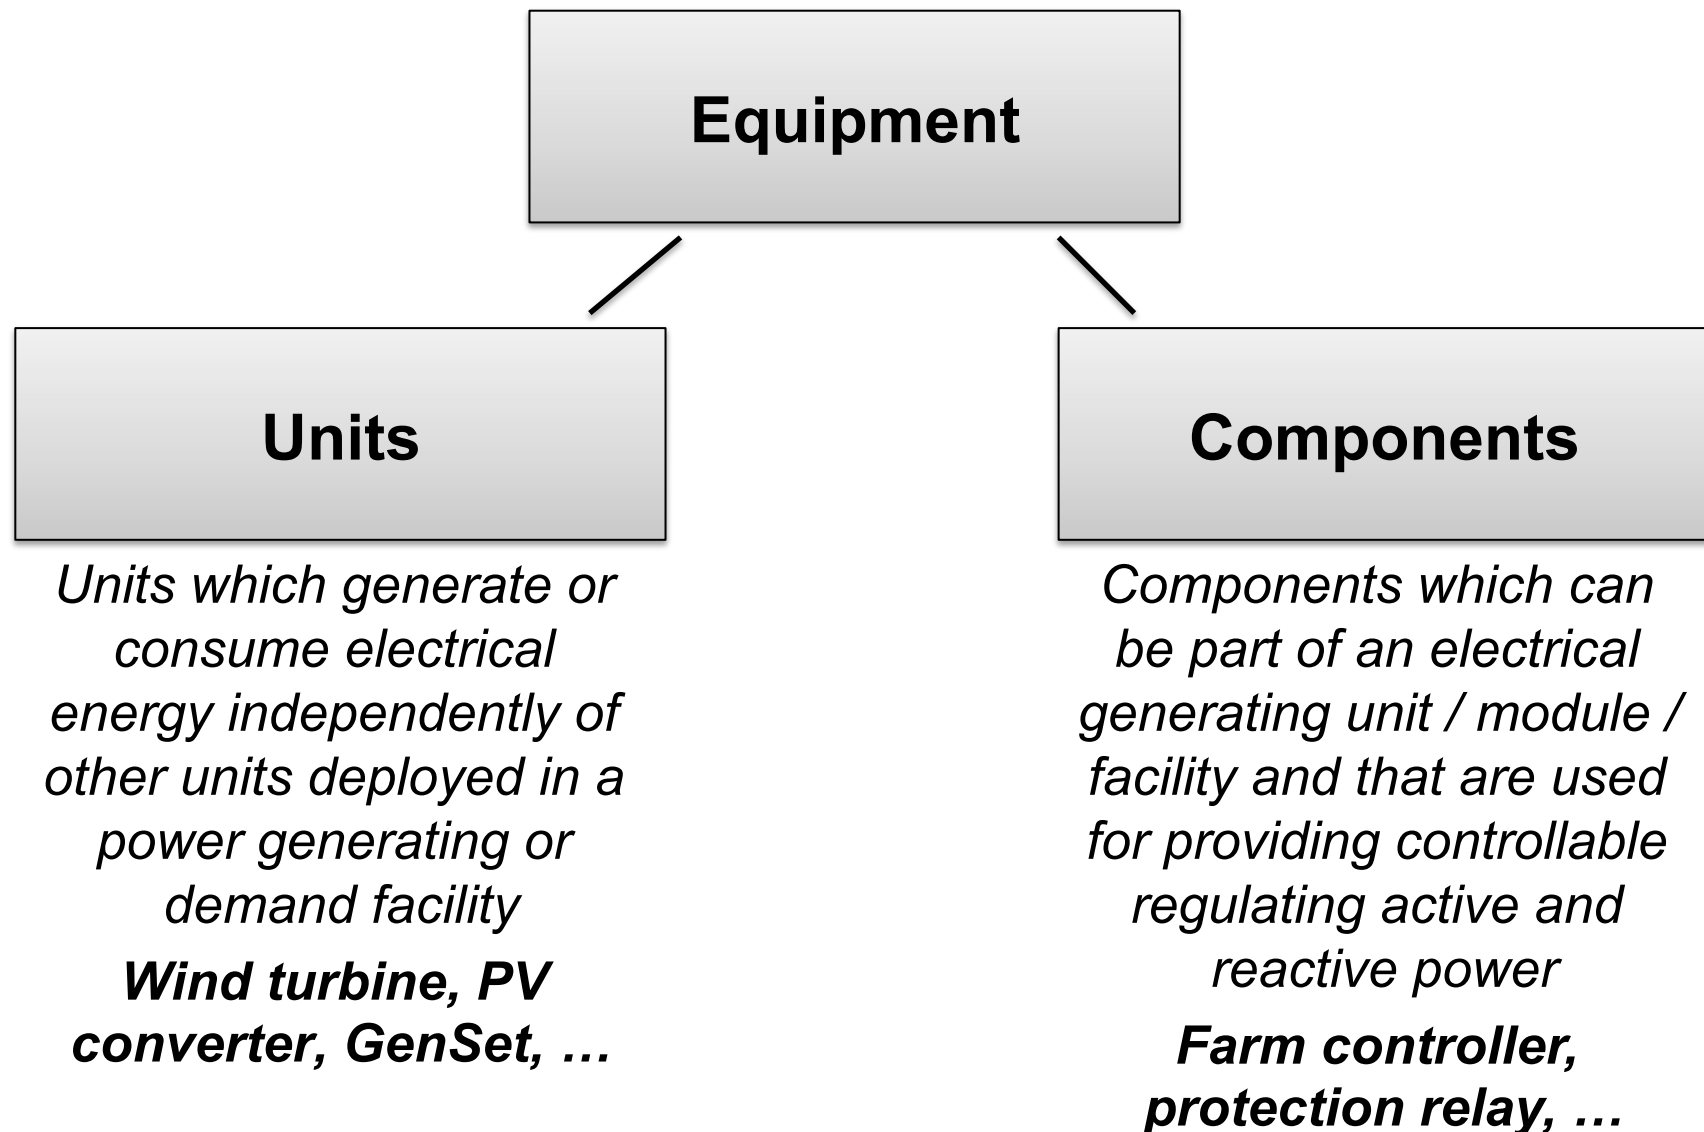 Equipment
Units
Units which generate or
consume electrical
energy independently of
other units deployed in a
power generating or
demand facility
Wind turbine, PV
converter, GenSet, …
Components
Components which can
be part of an electrical
generating unit / module /
facility and that are used
for providing controllable
regulating active and
reactive power
Farm controller,
protection relay, …